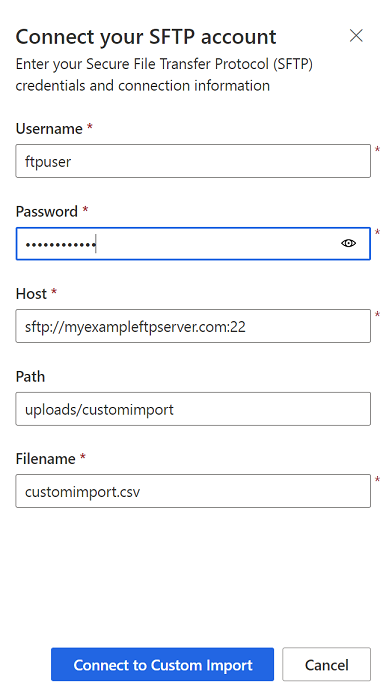 Connect your SFTP account
Enter your Secure File Transfer Protocol (SFTP)
credentials and connection information
Username *
ftpuser
*
Password *
••••••••••••
*
Host *
sftp://myexampleftpserver.com:22
*
Path
uploads/customimport
Filename *
customimport.csv
*
Connect to Custom Import
Cancel